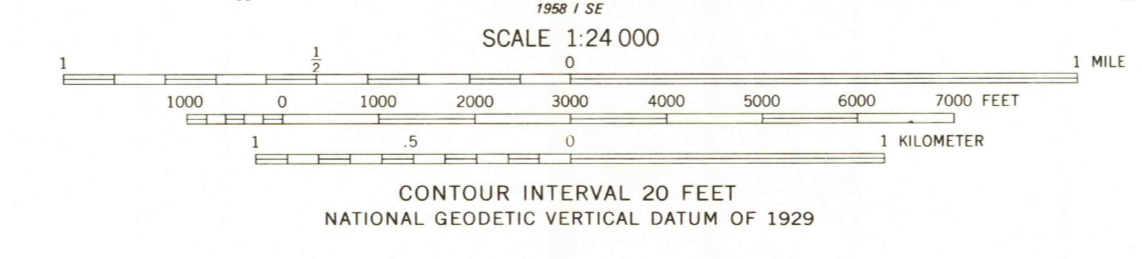 1958 I SE
SCALE 1:24 000
1 1/2 0 1 MILE
1000 0 1000 2000 3000 4000 5000 6000 7000 FEET
1 .5 0 1 KILOMETER
CONTOUR INTERVAL 20 FEET
NATIONAL GEODETIC VERTICAL DATUM OF 1929